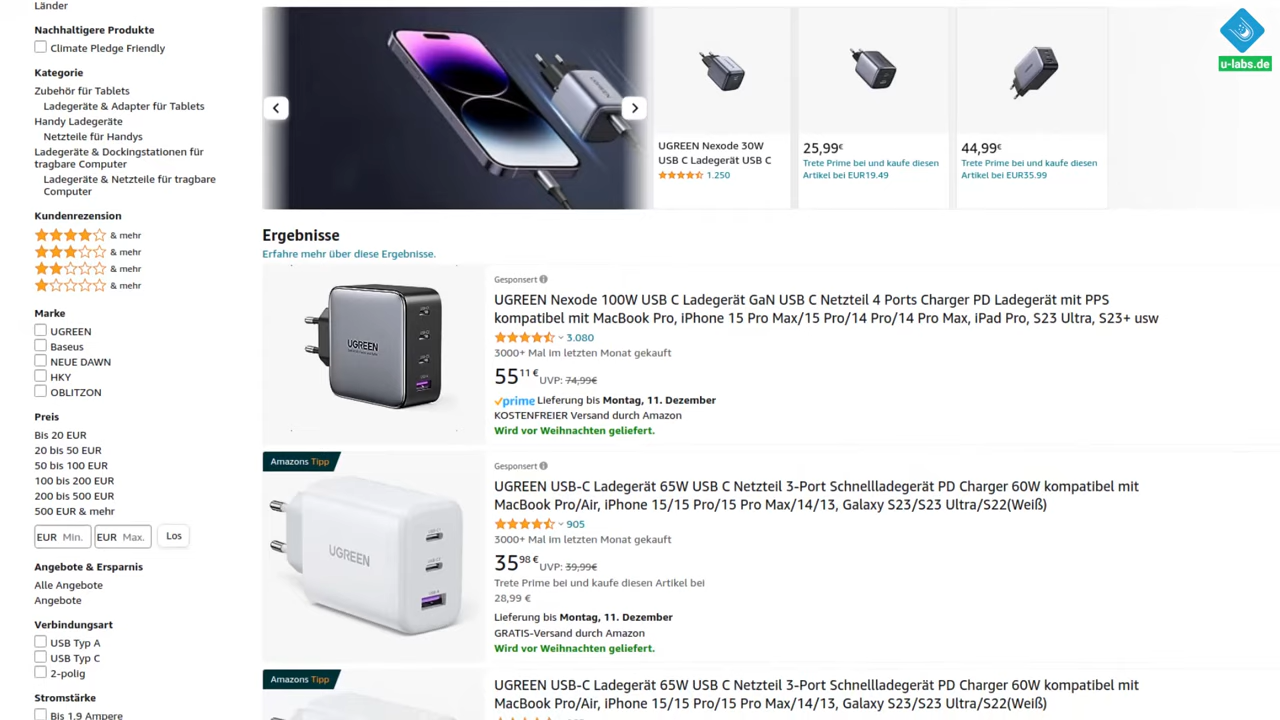 Länder
Nachhaltigere Produkte
Climate Pledge Friendly
Kategorie
Zubehör für Tablets
Ladegeräte & Adapter für Tablets
Handy Ladegeräte
Netzteile für Handys
Ladegeräte & Dockingstationen für
tragbare Computer
Ladegeräte & Netzteile für tragbare
Computer
Kundenrezension
& mehr
& mehr
& mehr
& mehr
Marke
UGREEN
Baseus
NEUE DAWN
HKY
OBLITZON
Preis
Bis 20 EUR
20 bis 50 EUR
50 bis 100 EUR
100 bis 200 EUR
200 bis 500 EUR
500 EUR & mehr
EUR Min. EUR Max. Los
Angebote & Ersparnis
Alle Angebote
Angebote
Verbindungsart
USB Typ A
USB Typ C
2-polig
Stromstärke
Bis 1,9 Ampere
UGREEN
UGREEN Nexode 30W
USB C Ladegerät USB C
1.250
25,99€
Trete Prime bei und kaufe diesen
Artikel bei EUR19.49
44,99€
Trete Prime bei und kaufe diesen
Artikel bei EUR35.99
u-labs.de
Ergebnisse
Erfahre mehr über diese Ergebnisse.
UGREEN
Gesponsert
UGREEN Nexode 100W USB C Ladegerät GaN USB C Netzteil 4 Ports Charger PD Ladegerät mit PPS
kompatibel mit MacBook Pro, iPhone 15 Pro Max/15 Pro/14 Pro/14 Pro Max, iPad Pro, S23 Ultra, S23+ usw
3.080
3000+ Mal im letzten Monat gekauft
55 11 € UVP: 74,99€
prime Lieferung bis Montag, 11. Dezember
KOSTENFREIER Versand durch Amazon
Wird vor Weihnachten geliefert.
Amazons Tipp
UGREEN
Gesponsert
UGREEN USB-C Ladegerät 65W USB C Netzteil 3-Port Schnellladegerät PD Charger 60W kompatibel mit
MacBook Pro/Air, iPhone 15/15 Pro/15 Pro Max/14/13, Galaxy S23/S23 Ultra/S22(Weiß)
905
3000+ Mal im letzten Monat gekauft
35 98 € UVP: 39,99€
Trete Prime bei und kaufe diesen Artikel bei
28,99 €
Lieferung bis Montag, 11. Dezember
GRATIS-Versand durch Amazon
Wird vor Weihnachten geliefert.
Amazons Tipp
UGREEN USB-C Ladegerät 65W USB C Netzteil 3-Port Schnellladegerät PD Charger 60W kompatibel mit
MacBook Pro/Air, iPhone 15/15 Pro/15 Pro Max/14/13, Galaxy S23/S23 Ultra/S22(Weiß)